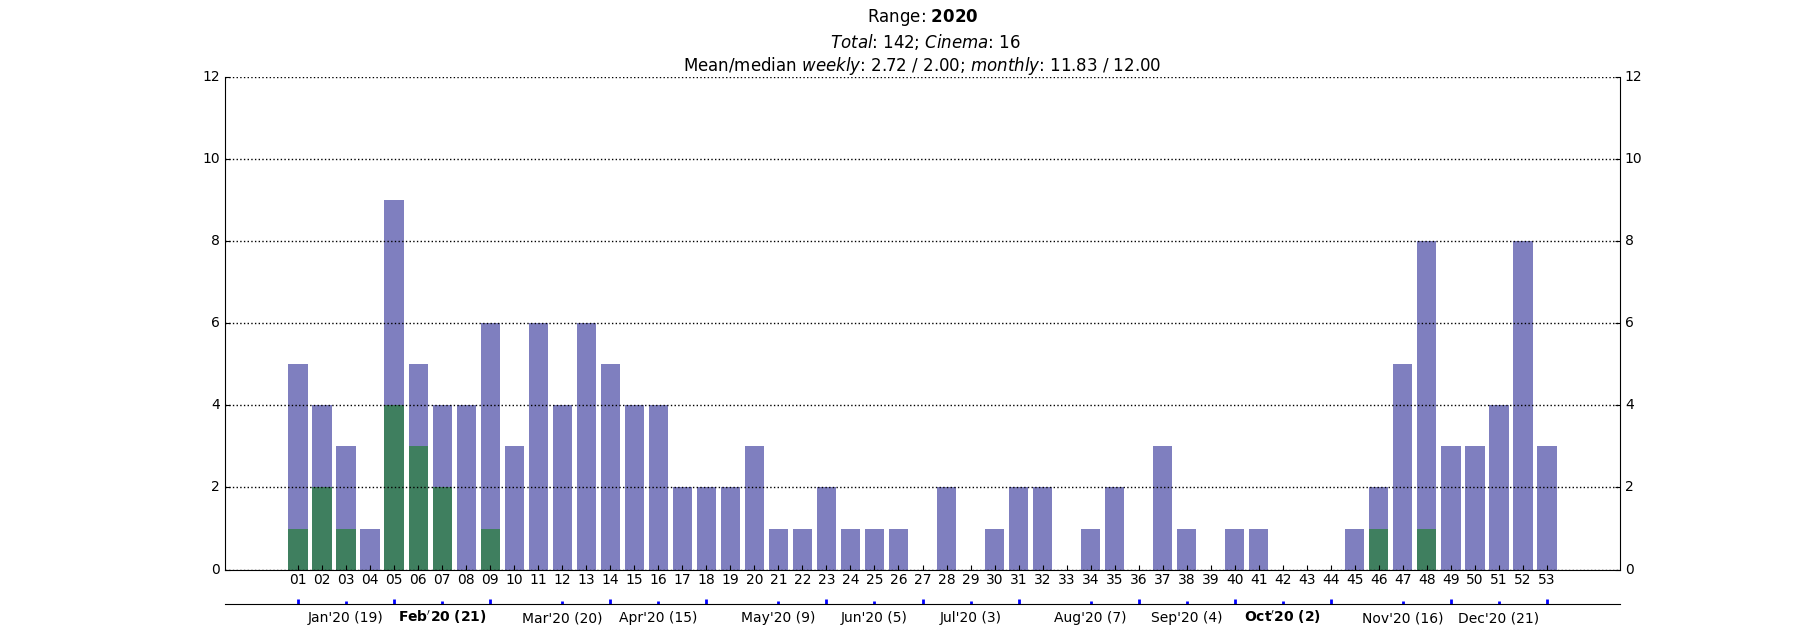 Range: 2020
Total: 142; Cinema: 16
Mean/median weekly: 2.72 / 2.00; monthly: 11.83 / 12.00
12 12
10 10
8 8
6 6
4 4
2 2
0 0
01 02 03 04 05 06 07 08 09 10 11 12 13 14 15 16 17 18 19 20 21 22 23 24 25 26 27 28 29 30 31 32 33 34 35 36 37 38 39 40 41 42 43 44 45 46 47 48 49 50 51 52 53
Jan'20 (19) Feb'20 (21) Mar'20 (20) Apr'20 (15) May'20 (9) Jun'20 (5) Jul'20 (3) Aug'20 (7) Sep'20 (4) Oct'20 (2) Nov'20 (16) Dec'20 (21)